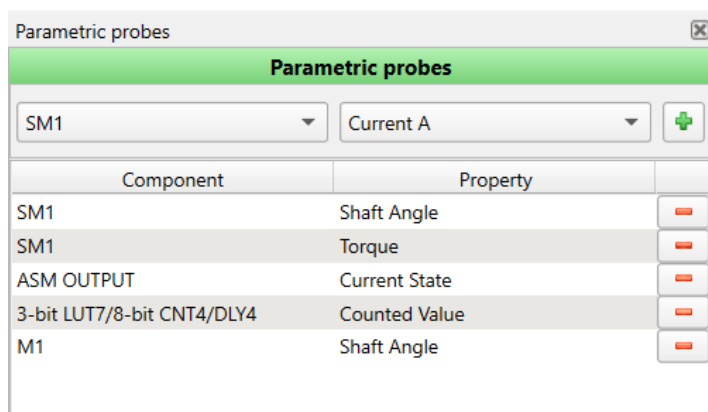 Parametric probes
Parametric probes
SM1 Current A
Component Property
SM1 Shaft Angle
SM1 Torque
ASM OUTPUT Current State
3-bit LUT7/8-bit CNT4/DLY4 Counted Value
M1 Shaft Angle